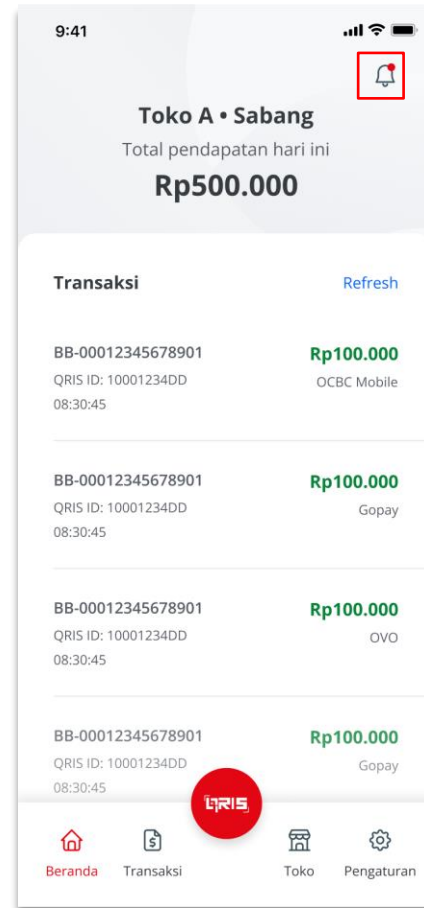 9:41
Toko A • Sabang
Total pendapatan hari ini
Rp500.000
Transaksi Refresh
BB-00012345678901 Rp100.000
QRIS ID: 10001234DD OCBC Mobile
08:30:45
BB-00012345678901 Rp100.000
QRIS ID: 10001234DD Gopay
08:30:45
BB-00012345678901 Rp100.000
QRIS ID: 10001234DD OVO
08:30:45
BB-00012345678901 Rp100.000
QRIS ID: 10001234DD Gopay
08:30:45
QRIS
Beranda Transaksi Toko Pengaturan